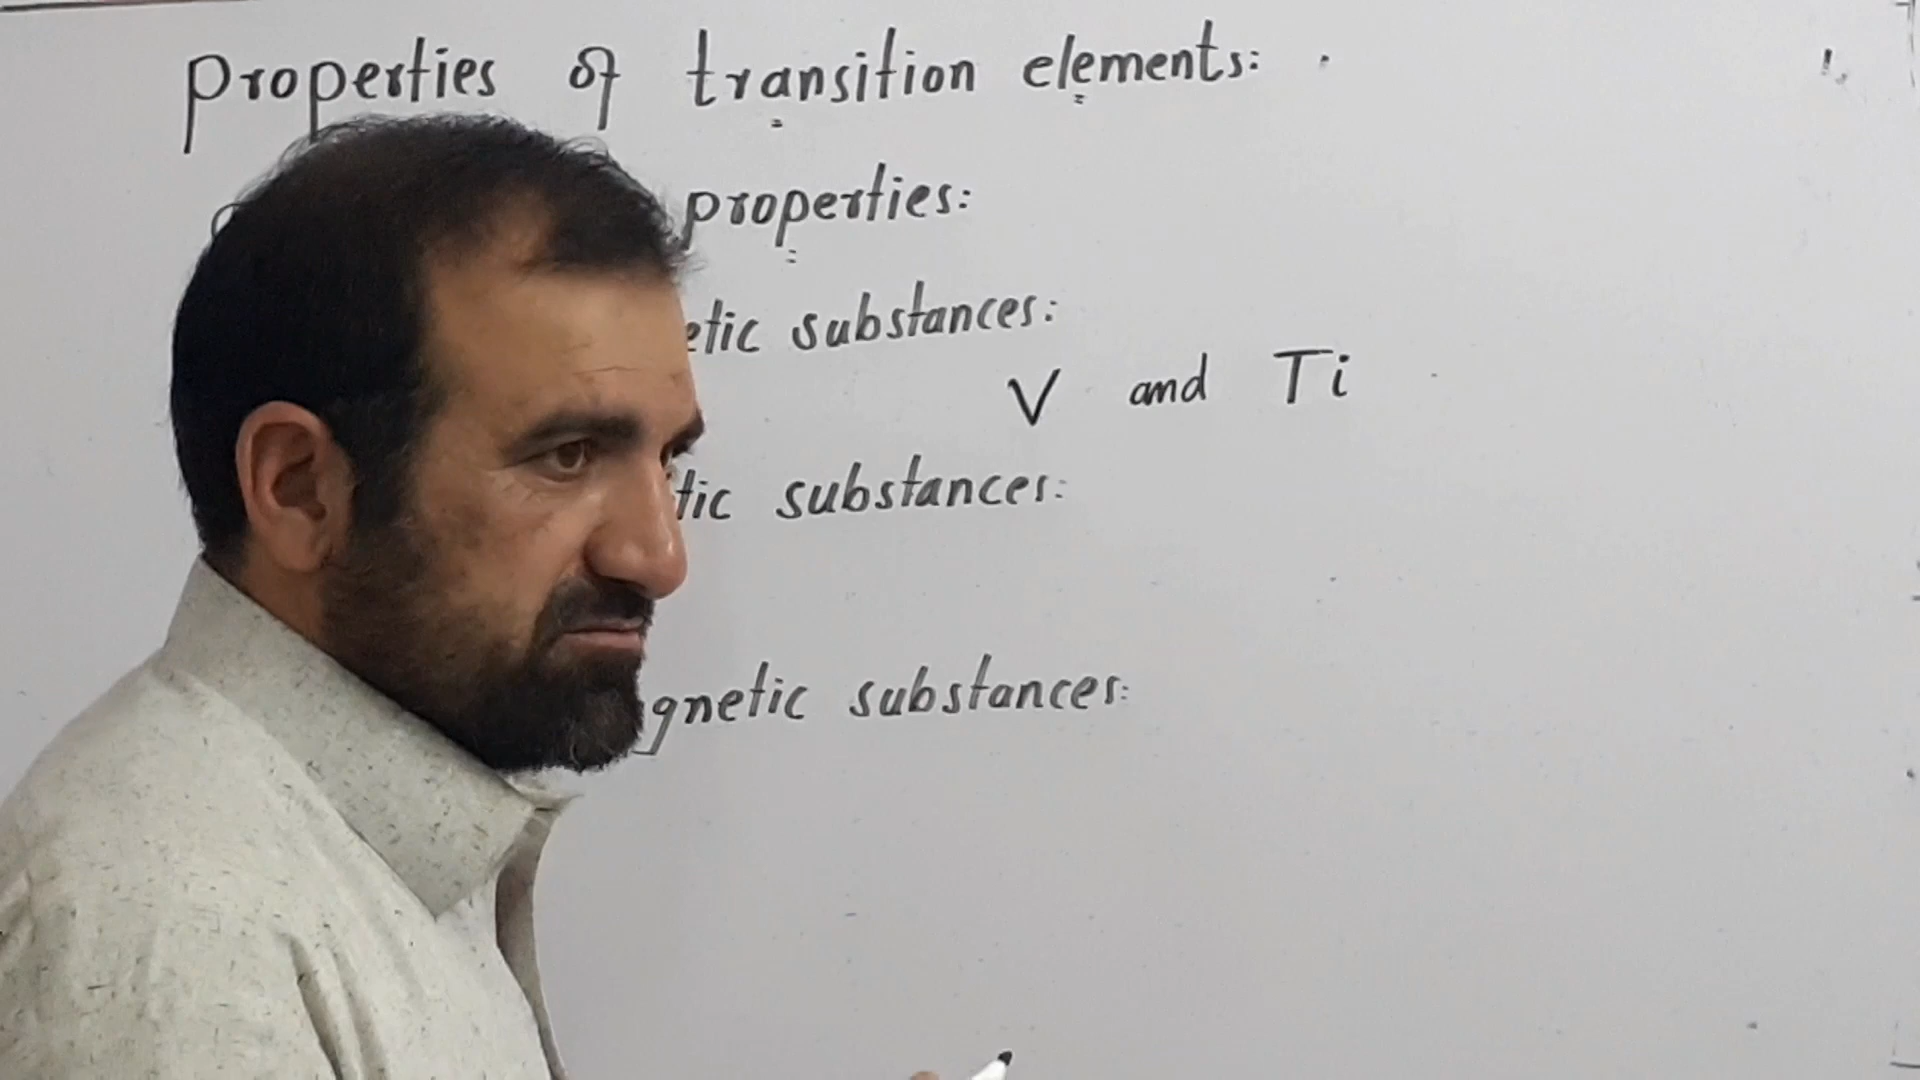 properties of transition elements:
properties:
etic substances:
V and Ti
tic substances:
gnetic substances: